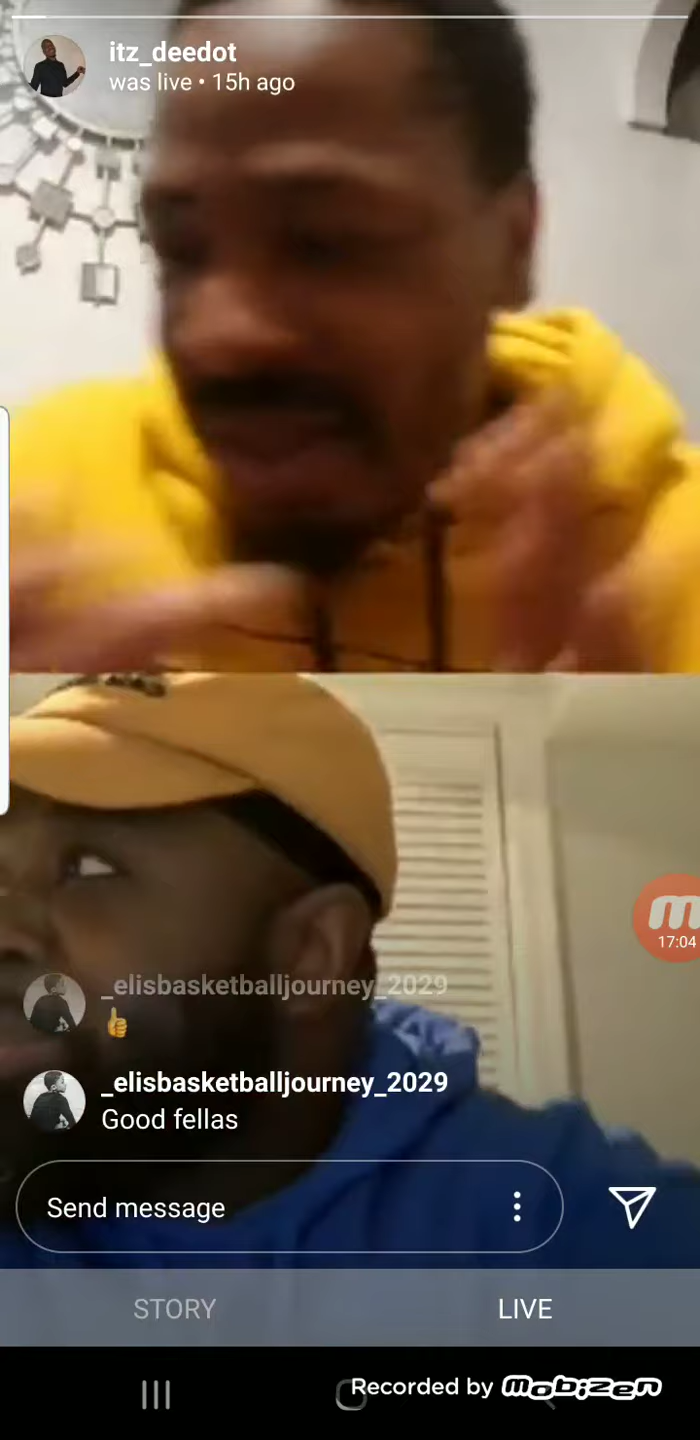 itz_deedot
was live • 15h ago
_elisbasketballjourney_2029
👍
_elisbasketballjourney_2029
Good fellas
Send message
STORY LIVE
17:04
Recorded by mobizen